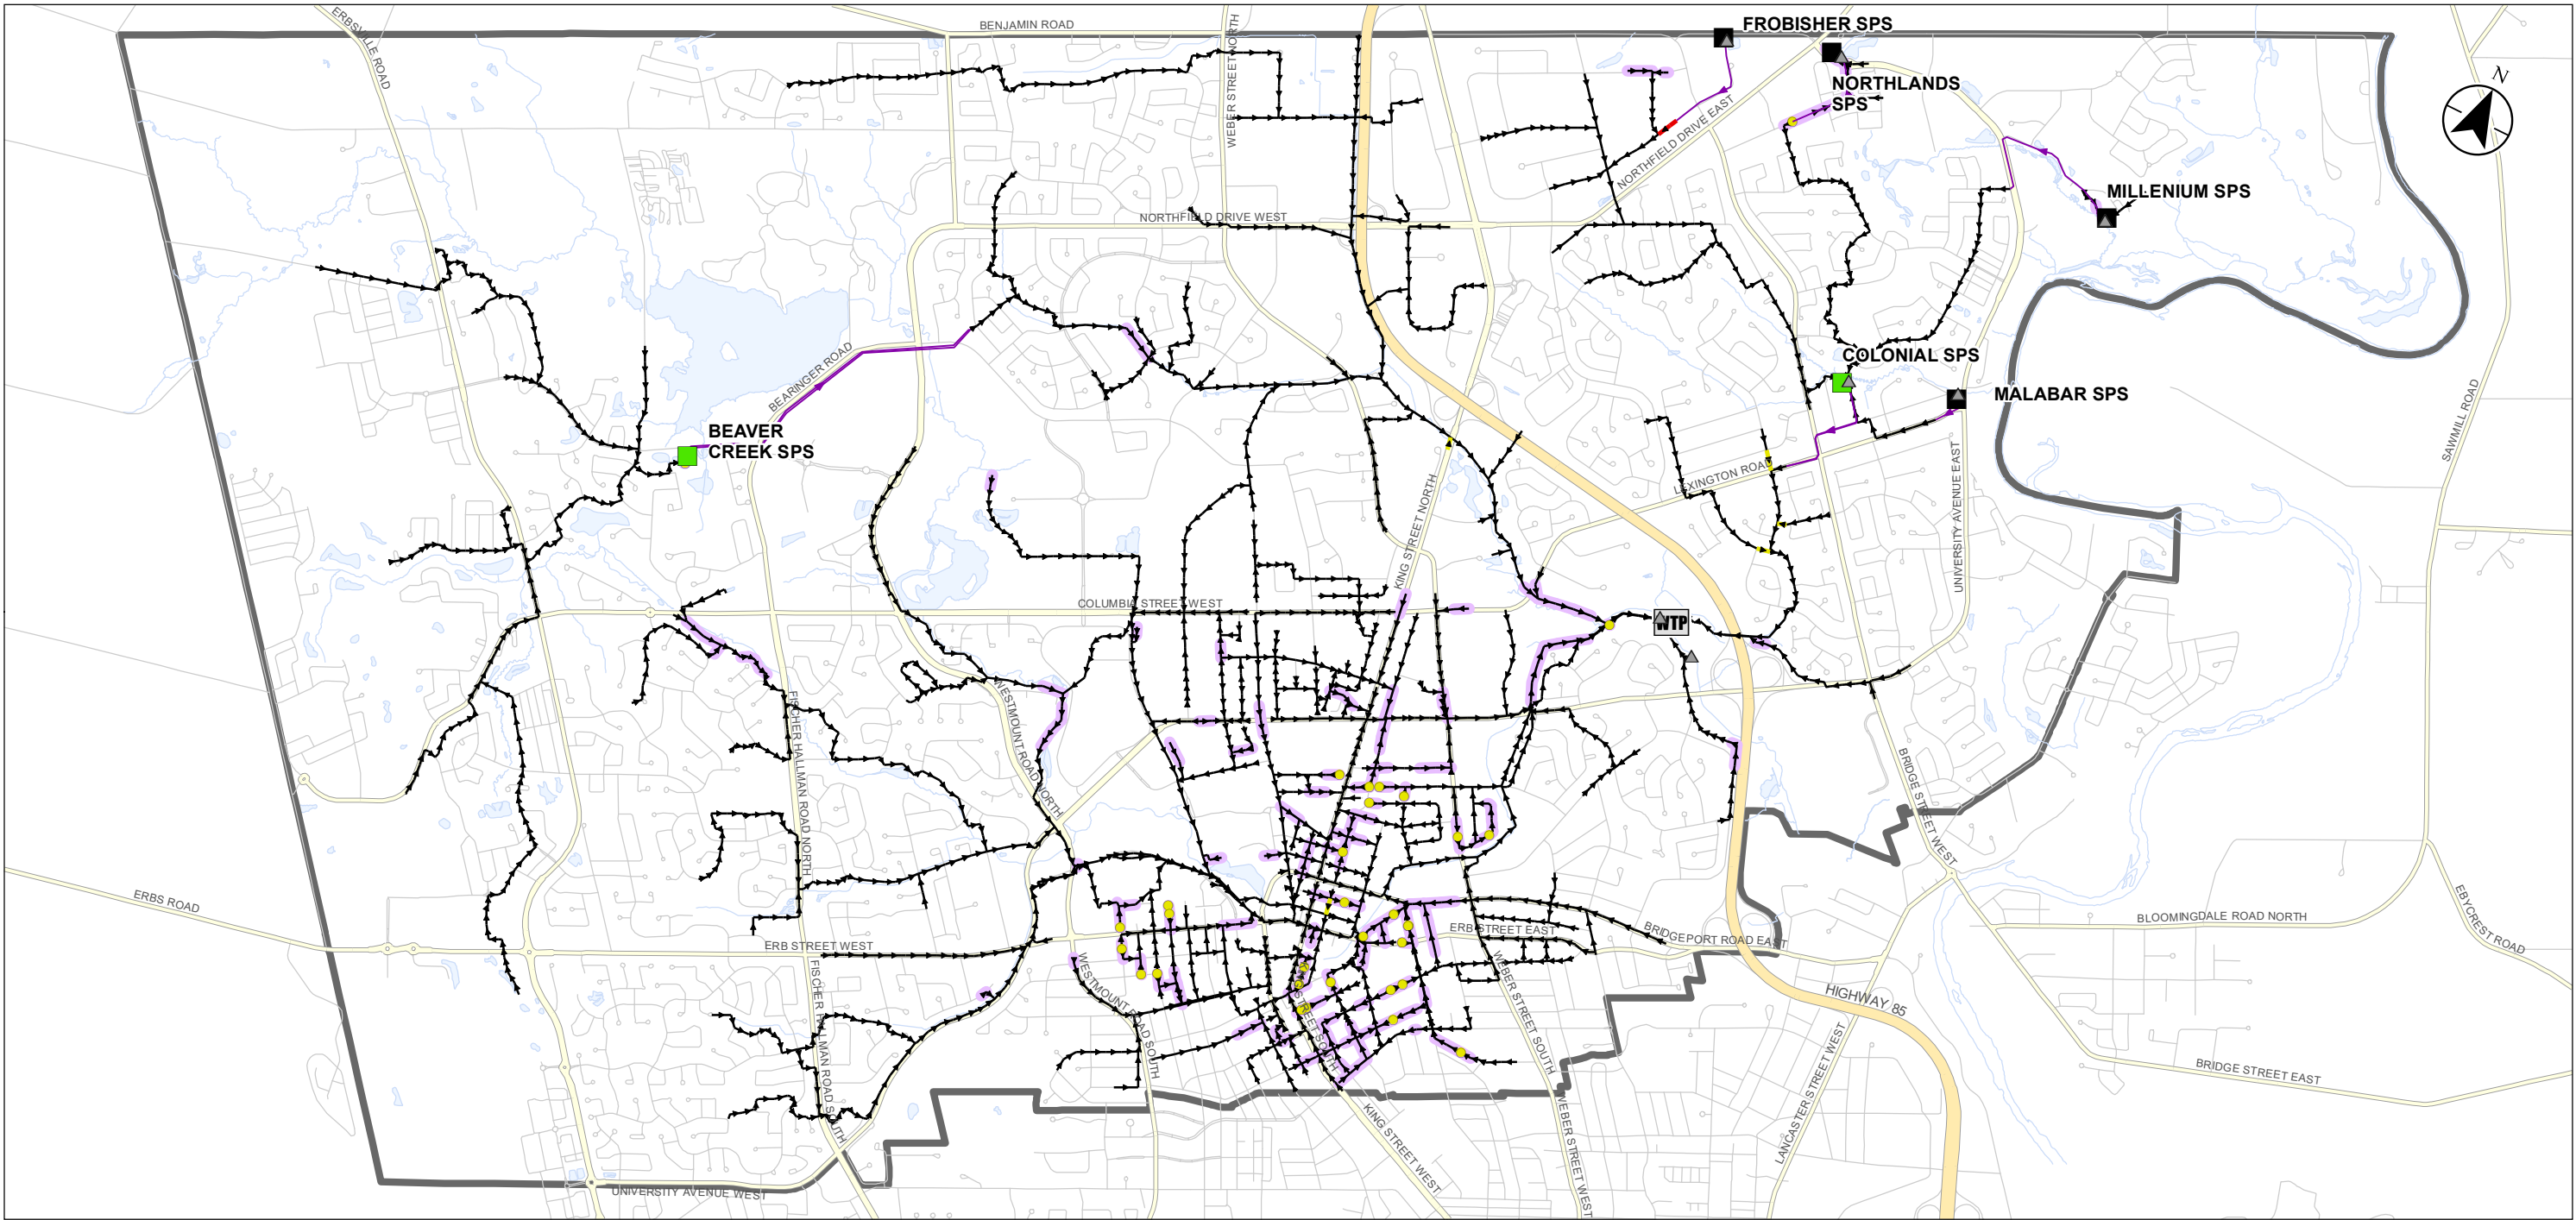 ERBSVILLE ROAD
BENJAMIN ROAD
WEBER STREET NORTH
FROBISHER SPS
NORTHLANDS
SPS
N
NORTHFIELD DRIVE EAST
MILLENIUM SPS
NORTHFIELD DRIVE WEST
BEARINGER ROAD
COLONIAL SPS
MALABAR SPS
BEAVER
CREEK SPS
SAWMILL ROAD
LEXINGTON ROAD
UNIVERSITY AVENUE EAST
KING STREET NORTH
COLUMBIA STREET WEST
WTP
FISCHER HALLMAN ROAD NORTH
WESTMOUNT ROAD NORTH
BRIDGE STREET WEST
ERBS ROAD
ERB STREET WEST
ERB STREET EAST
BRIDGEPORT ROAD EAST
BLOOMINGDALE ROAD NORTH
EBYCREST ROAD
WESTMOUNT ROAD SOUTH
FISCHER HALLMAN ROAD SOUTH
STREET SOUTH
WEBER STREET SOUTH
HIGHWAY 85
LANCASTER STREET WEST
BRIDGE STREET EAST
KING STREET WEST
WEBER STREET WEST
UNIVERSITY AVENUE WEST